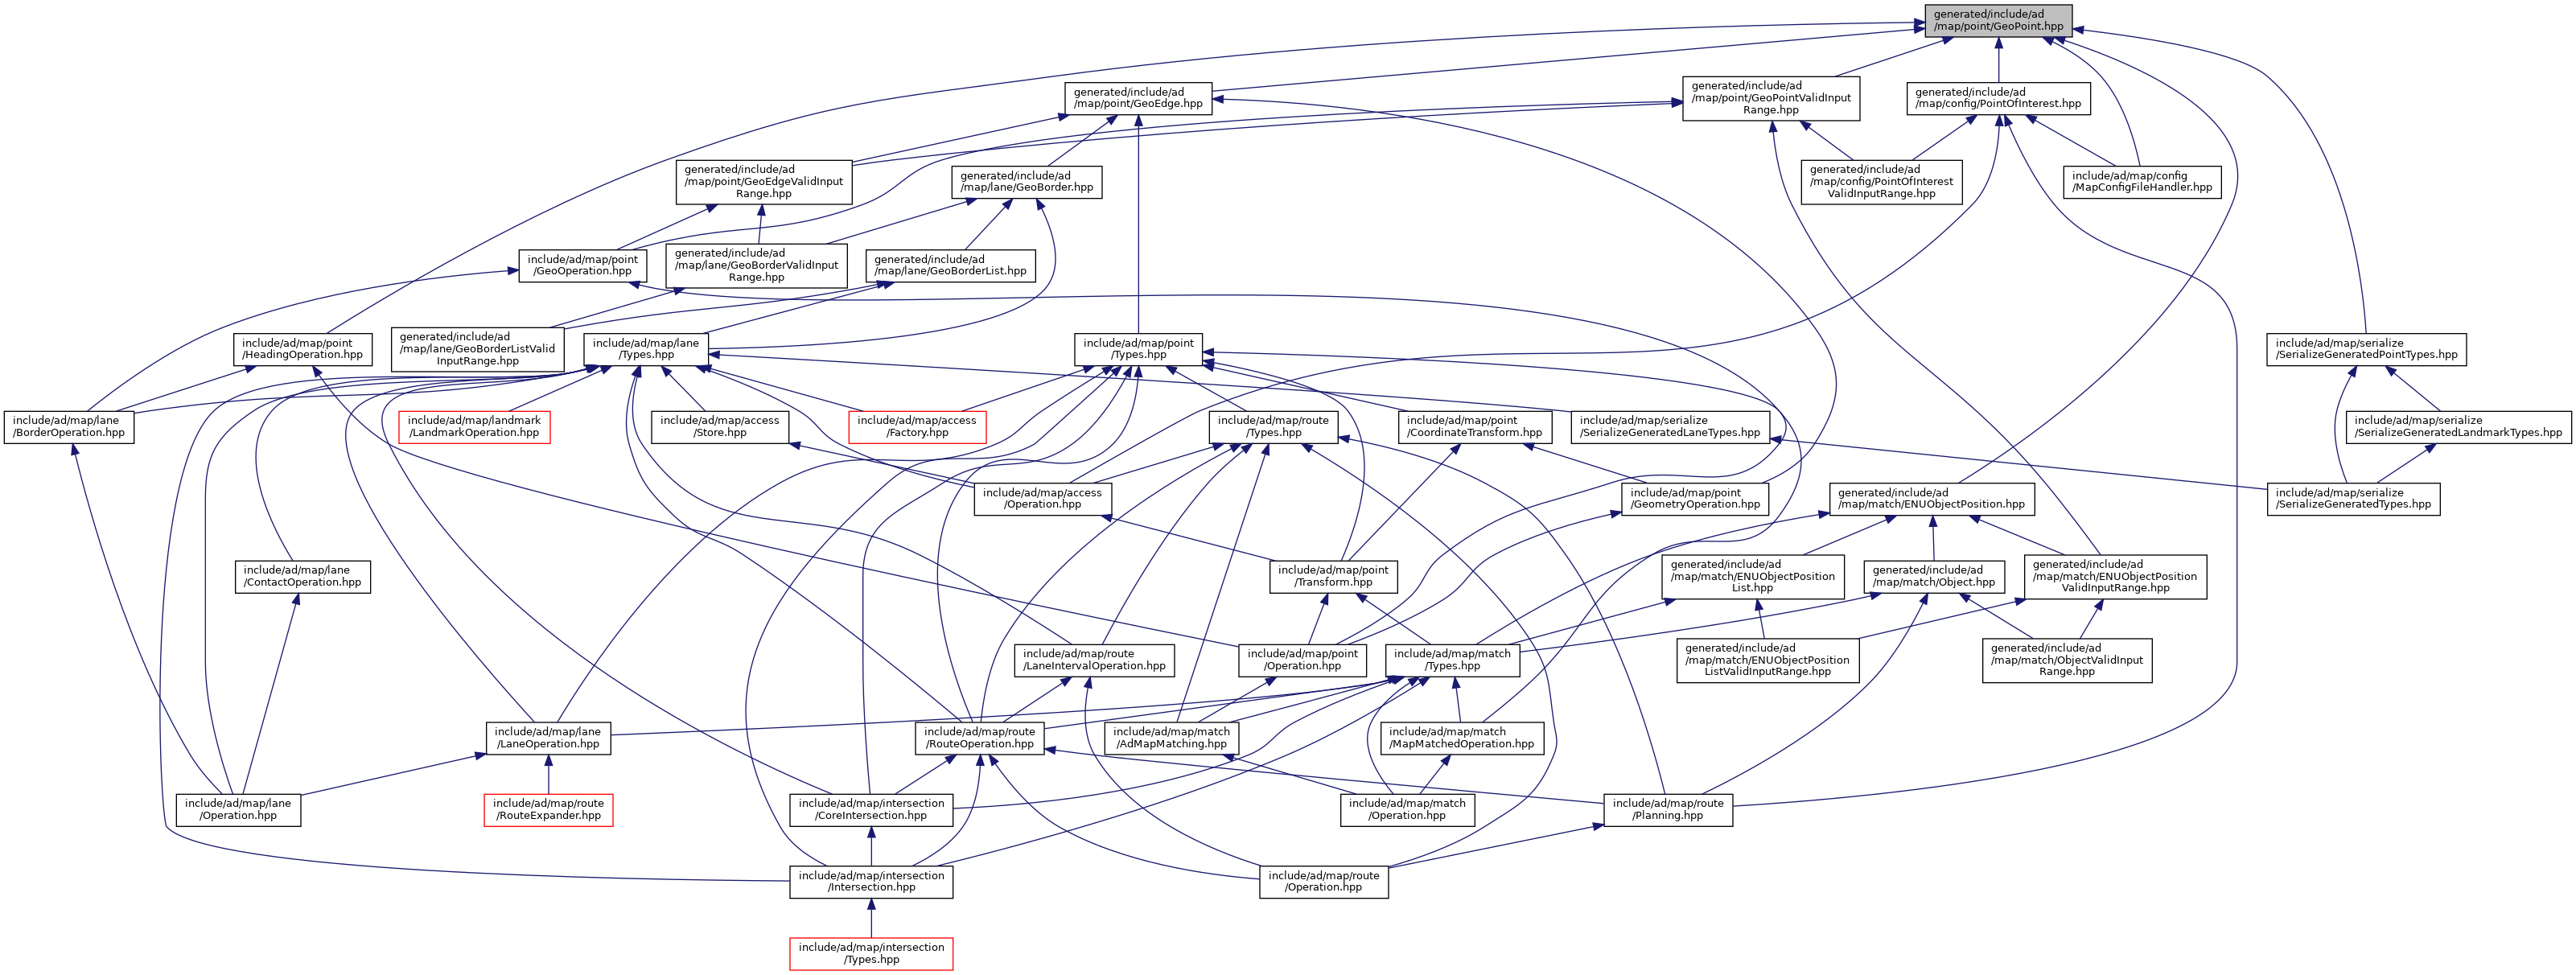 generated/include/ad
/map/point/GeoPoint.hpp
generated/include/ad
/map/point/GeoEdge.hpp
generated/include/ad
/map/point/GeoPointValidInput
Range.hpp
generated/include/ad
/map/config/PointOfInterest.hpp
generated/include/ad
/map/point/GeoEdgeValidInput
Range.hpp
generated/include/ad
/map/lane/GeoBorder.hpp
generated/include/ad
/map/config/PointOfInterest
ValidInputRange.hpp
include/ad/map/config
/MapConfigFileHandler.hpp
include/ad/map/point
/GeoOperation.hpp
generated/include/ad
/map/lane/GeoBorderValidInput
Range.hpp
generated/include/ad
/map/lane/GeoBorderList.hpp
include/ad/map/point
/HeadingOperation.hpp
generated/include/ad
/map/lane/GeoBorderListValid
InputRange.hpp
include/ad/map/lane
/Types.hpp
include/ad/map/point
/Types.hpp
include/ad/map/serialize
/SerializeGeneratedPointTypes.hpp
include/ad/map/lane
/BorderOperation.hpp
include/ad/map/landmark
/LandmarkOperation.hpp
include/ad/map/access
/Store.hpp
include/ad/map/access
/Factory.hpp
include/ad/map/route
/Types.hpp
include/ad/map/point
/CoordinateTransform.hpp
include/ad/map/serialize
/SerializeGeneratedLaneTypes.hpp
include/ad/map/serialize
/SerializeGeneratedLandmarkTypes.hpp
include/ad/map/access
/Operation.hpp
include/ad/map/point
/GeometryOperation.hpp
generated/include/ad
/map/match/ENUObjectPosition.hpp
include/ad/map/serialize
/SerializeGeneratedTypes.hpp
include/ad/map/lane
/ContactOperation.hpp
include/ad/map/point
/Transform.hpp
generated/include/ad
/map/match/ENUObjectPosition
List.hpp
generated/include/ad
/map/match/Object.hpp
generated/include/ad
/map/match/ENUObjectPosition
ValidInputRange.hpp
include/ad/map/route
/LaneIntervalOperation.hpp
include/ad/map/point
/Operation.hpp
include/ad/map/match
/Types.hpp
generated/include/ad
/map/match/ENUObjectPosition
ListValidInputRange.hpp
generated/include/ad
/map/match/ObjectValidInput
Range.hpp
include/ad/map/lane
/LaneOperation.hpp
include/ad/map/route
/RouteOperation.hpp
include/ad/map/match
/AdMapMatching.hpp
include/ad/map/match
/MapMatchedOperation.hpp
include/ad/map/lane
/Operation.hpp
include/ad/map/route
/RouteExpander.hpp
include/ad/map/intersection
/CoreIntersection.hpp
include/ad/map/match
/Operation.hpp
include/ad/map/route
/Planning.hpp
include/ad/map/intersection
/Intersection.hpp
include/ad/map/route
/Operation.hpp
include/ad/map/intersection
/Types.hpp